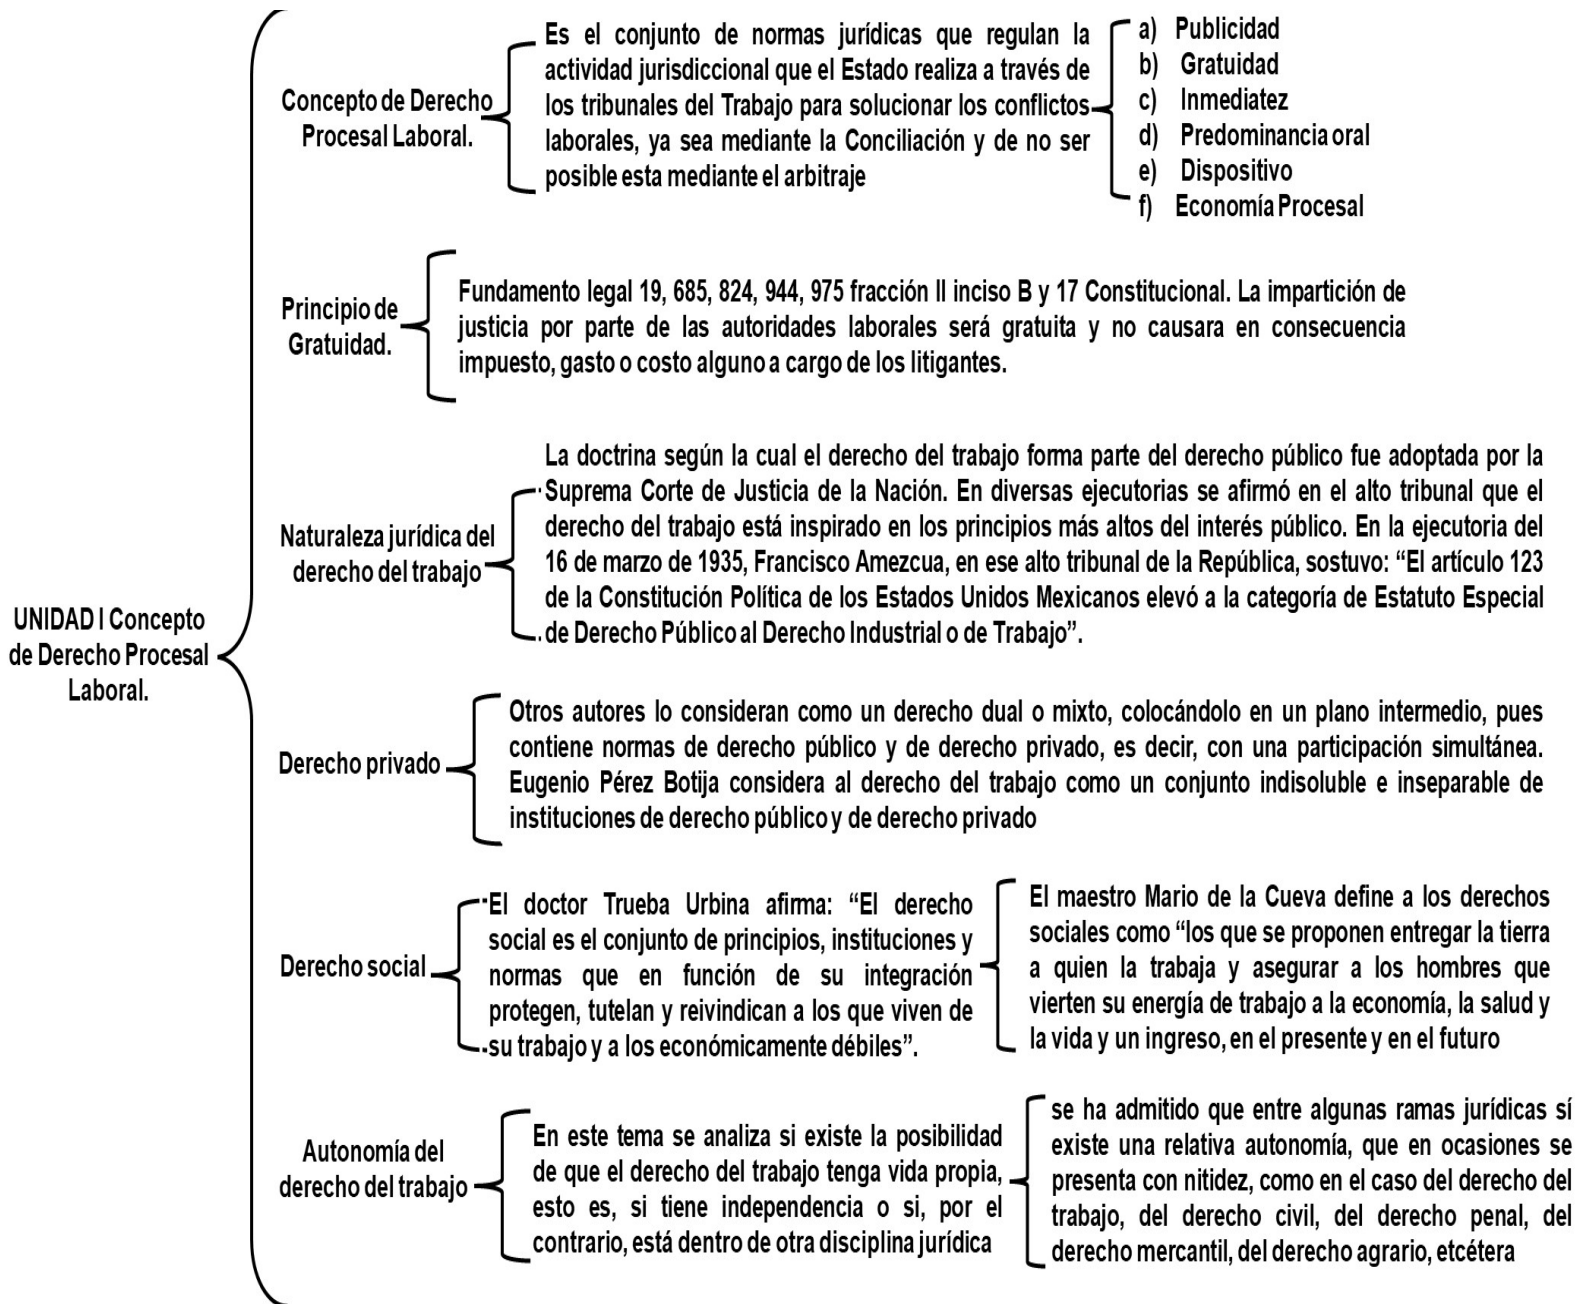 UNIDAD I Concepto
de Derecho Procesal
Laboral.
Concepto de Derecho
Procesal Laboral.
Es el conjunto de normas jurídicas que regulan la
actividad jurisdiccional que el Estado realiza a través de
los tribunales del Trabajo para solucionar los conflictos
laborales, ya sea mediante la Conciliación y de no ser
posible esta mediante el arbitraje
a) Publicidad
b) Gratuidad
c) Inmediatez
d) Predominancia oral
e) Dispositivo
f) Economía Procesal
Principio de
Gratuidad.
Fundamento legal 19, 685, 824, 944, 975 fracción II inciso B y 17 Constitucional. La impartición de
justicia por parte de las autoridades laborales será gratuita y no causara en consecuencia
impuesto, gasto o costo alguno a cargo de los litigantes.
Naturaleza jurídica del
derecho del trabajo
La doctrina según la cual el derecho del trabajo forma parte del derecho público fue adoptada por la
Suprema Corte de Justicia de la Nación. En diversas ejecutorias se afirmó en el alto tribunal que el
derecho del trabajo está inspirado en los principios más altos del interés público. En la ejecutoria del
16 de marzo de 1935, Francisco Amezcua, en ese alto tribunal de la República, sostuvo: “El artículo 123
de la Constitución Política de los Estados Unidos Mexicanos elevó a la categoría de Estatuto Especial
de Derecho Público al Derecho Industrial o de Trabajo”.
Derecho privado
Otros autores lo consideran como un derecho dual o mixto, colocándolo en un plano intermedio, pues
contiene normas de derecho público y de derecho privado, es decir, con una participación simultánea.
Eugenio Pérez Botija considera al derecho del trabajo como un conjunto indisoluble e inseparable de
instituciones de derecho público y de derecho privado
Derecho social
El doctor Trueba Urbina afirma: “El derecho
social es el conjunto de principios, instituciones y
normas que en función de su integración
protegen, tutelan y reivindican a los que viven de
su trabajo y a los económicamente débiles”.
El maestro Mario de la Cueva define a los derechos
sociales como “los que se proponen entregar la tierra
a quien la trabaja y asegurar a los hombres que
vierten su energía de trabajo a la economía, la salud y
la vida y un ingreso, en el presente y en el futuro
Autonomía del
derecho del trabajo
En este tema se analiza si existe la posibilidad
de que el derecho del trabajo tenga vida propia,
esto es, si tiene independencia o si, por el
contrario, está dentro de otra disciplina jurídica
se ha admitido que entre algunas ramas jurídicas sí
existe una relativa autonomía, que en ocasiones se
presenta con nitidez, como en el caso del derecho del
trabajo, del derecho civil, del derecho penal, del
derecho mercantil, del derecho agrario, etcétera